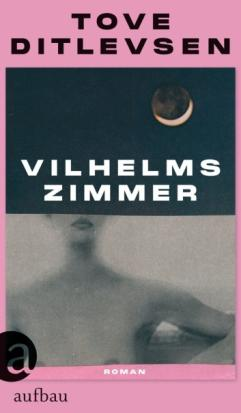 TOVE
DITLEVSEN
VILHELMS
ZIMMER
ROMAN
a
aufbau